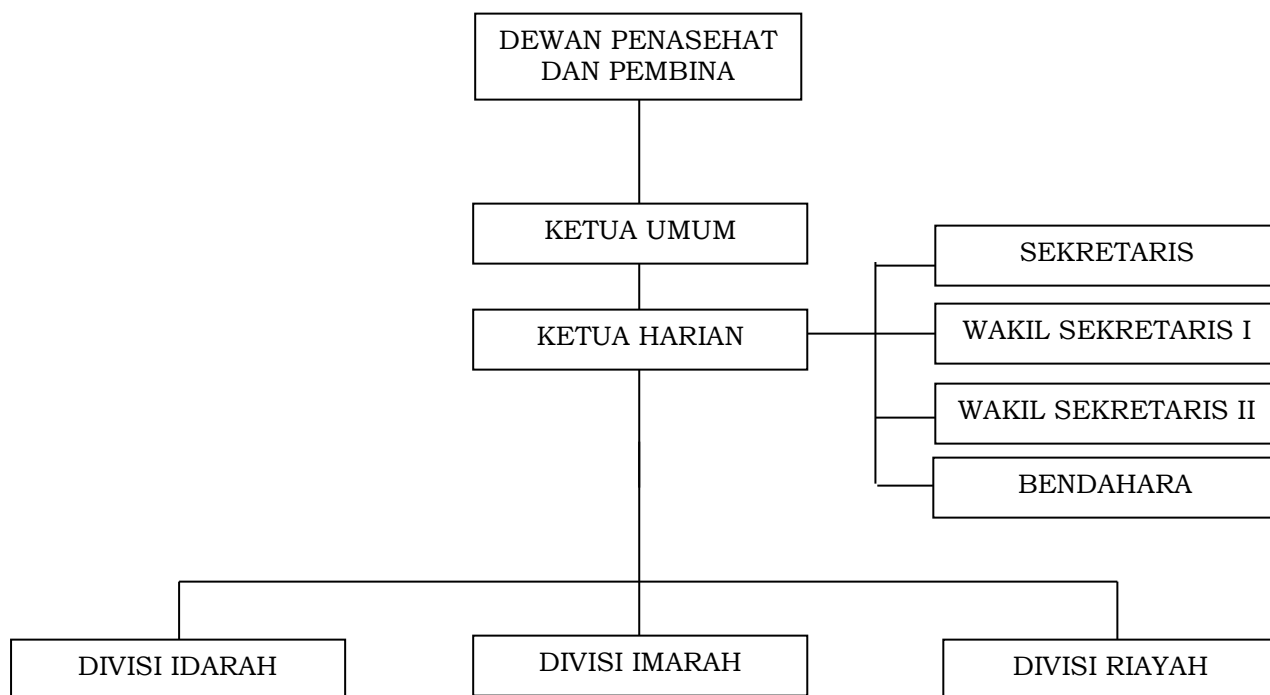 DEWAN PENASEHAT
DAN PEMBINA
KETUA UMUM
SEKRETARIS
KETUA HARIAN
WAKIL SEKRETARIS I
WAKIL SEKRETARIS II
BENDAHARA
DIVISI IDARAH
DIVISI IMARAH
DIVISI RIAYAH